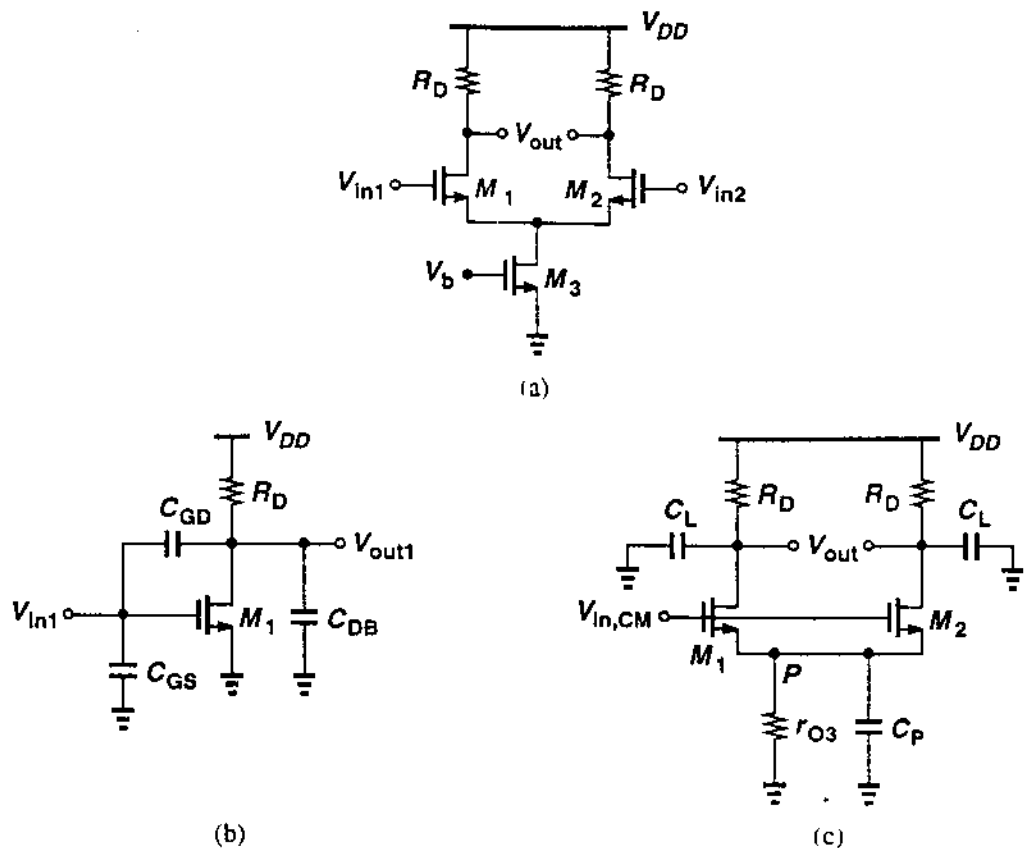 V_DD
R_D R_D
V_out
V_in1 M_1 M_2 V_in2
V_b M_3
(a)
V_DD
R_D
C_GD
V_out1
V_in1 M_1
C_DB
C_GS
(b)
V_DD
R_D R_D
C_L C_L
V_out
V_in,CM
M_1 M_2
P
r_O3 C_P
(c)